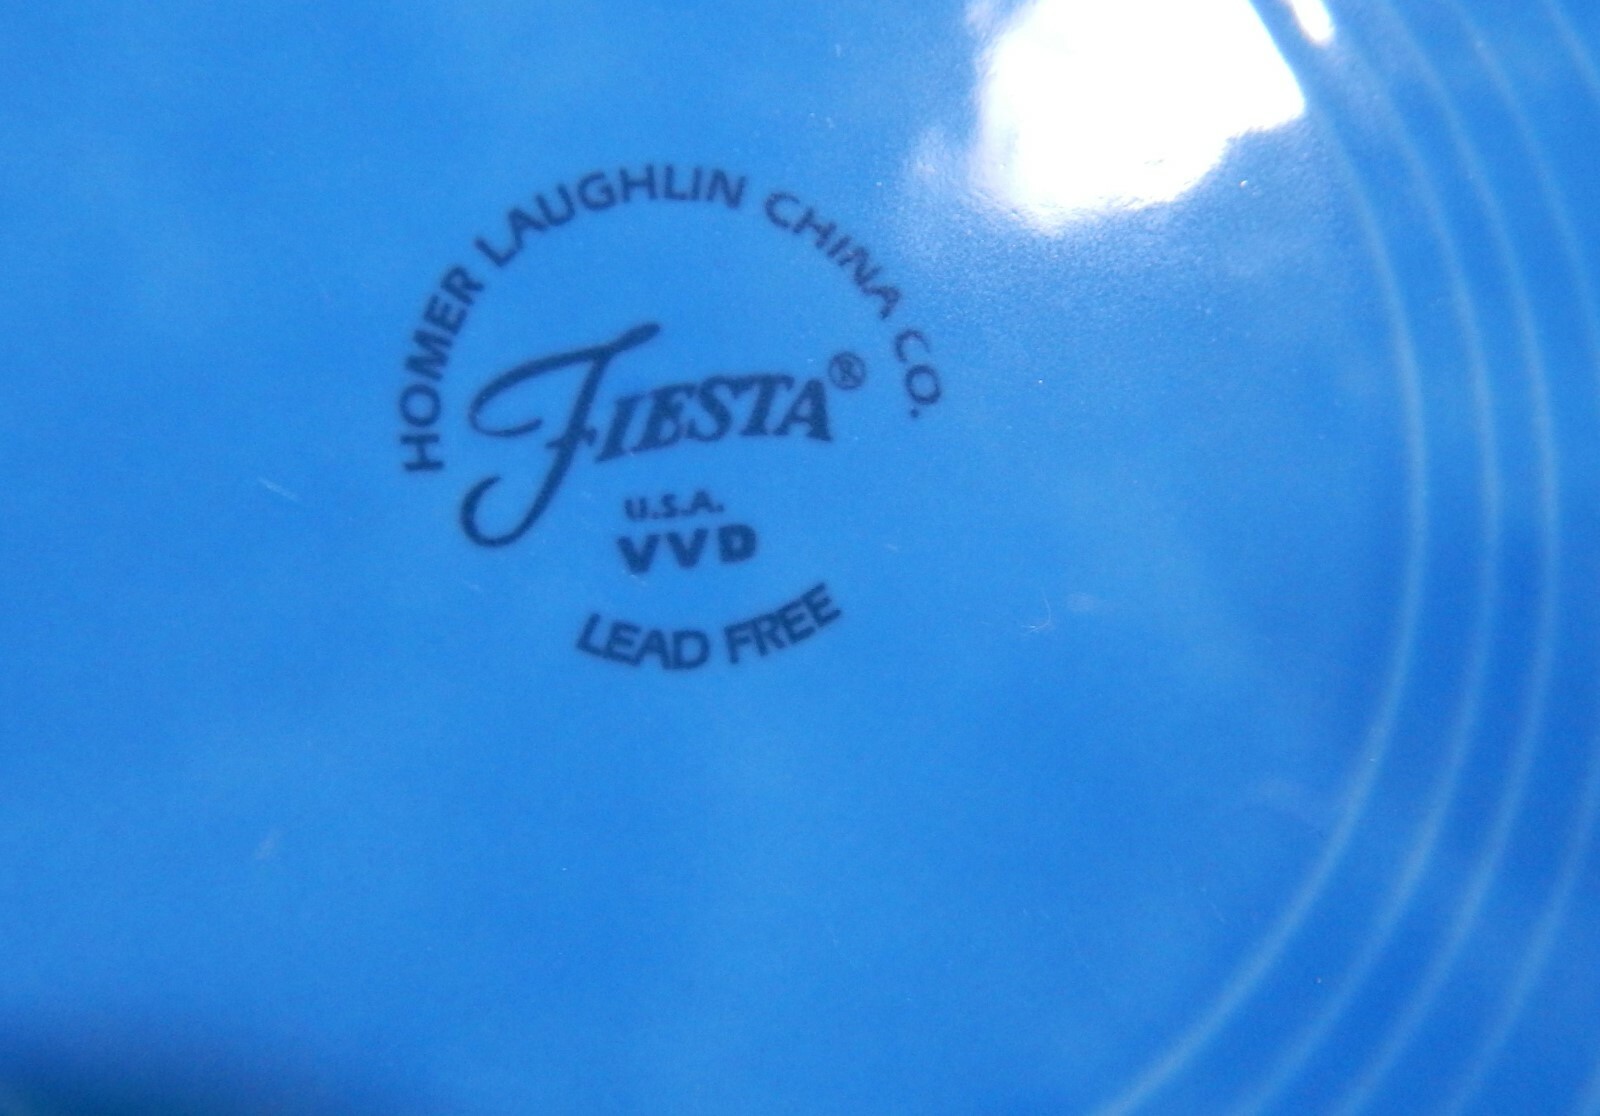 HOMER LAUGHLIN CHINA CO.
FIESTA®
U.S.A.
VVD
LEAD FREE